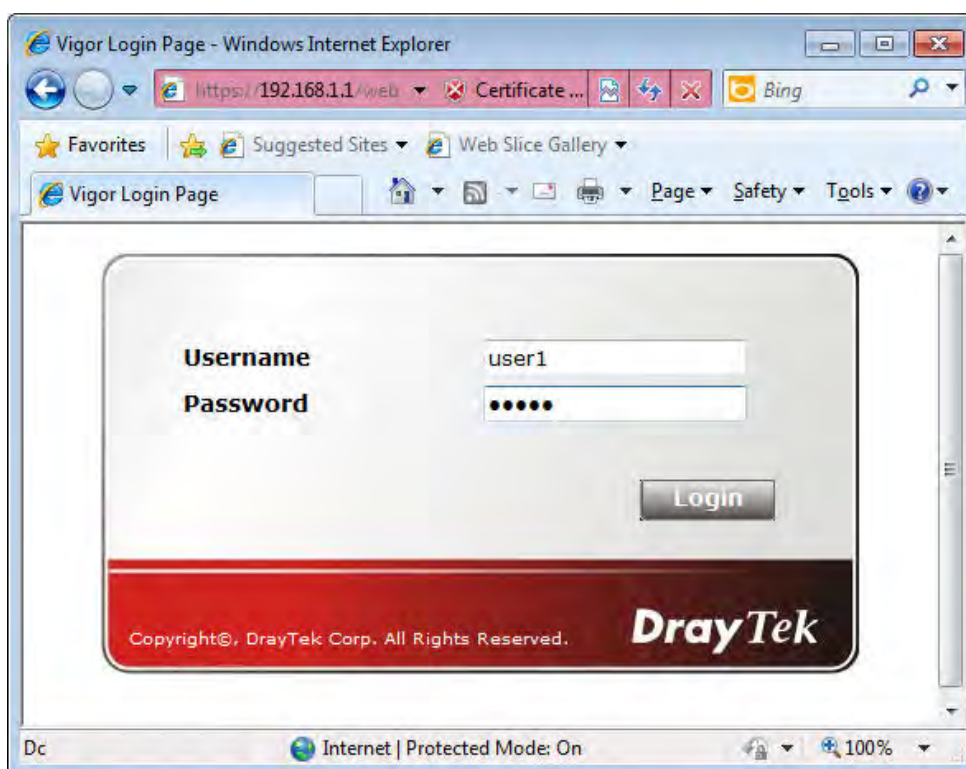 Vigor Login Page - Windows Internet Explorer
https://192.168.1.1/web Certificate ... Bing
Favorites Suggested Sites Web Slice Gallery
Vigor Login Page Page Safety Tools
Username user1
Password •••••
Login
Copyright©, DrayTek Corp. All Rights Reserved. DrayTek
Dc Internet | Protected Mode: On 100%